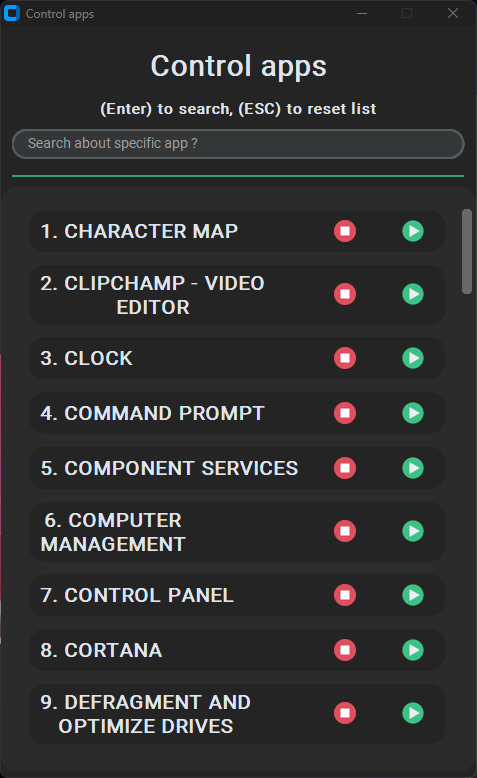 Control apps
Control apps
(Enter) to search, (ESC) to reset list
Search about specific app ?
1. CHARACTER MAP
2. CLIPCHAMP - VIDEO
EDITOR
3. CLOCK
4. COMMAND PROMPT
5. COMPONENT SERVICES
6. COMPUTER
MANAGEMENT
7. CONTROL PANEL
8. CORTANA
9. DEFRAGMENT AND
OPTIMIZE DRIVES